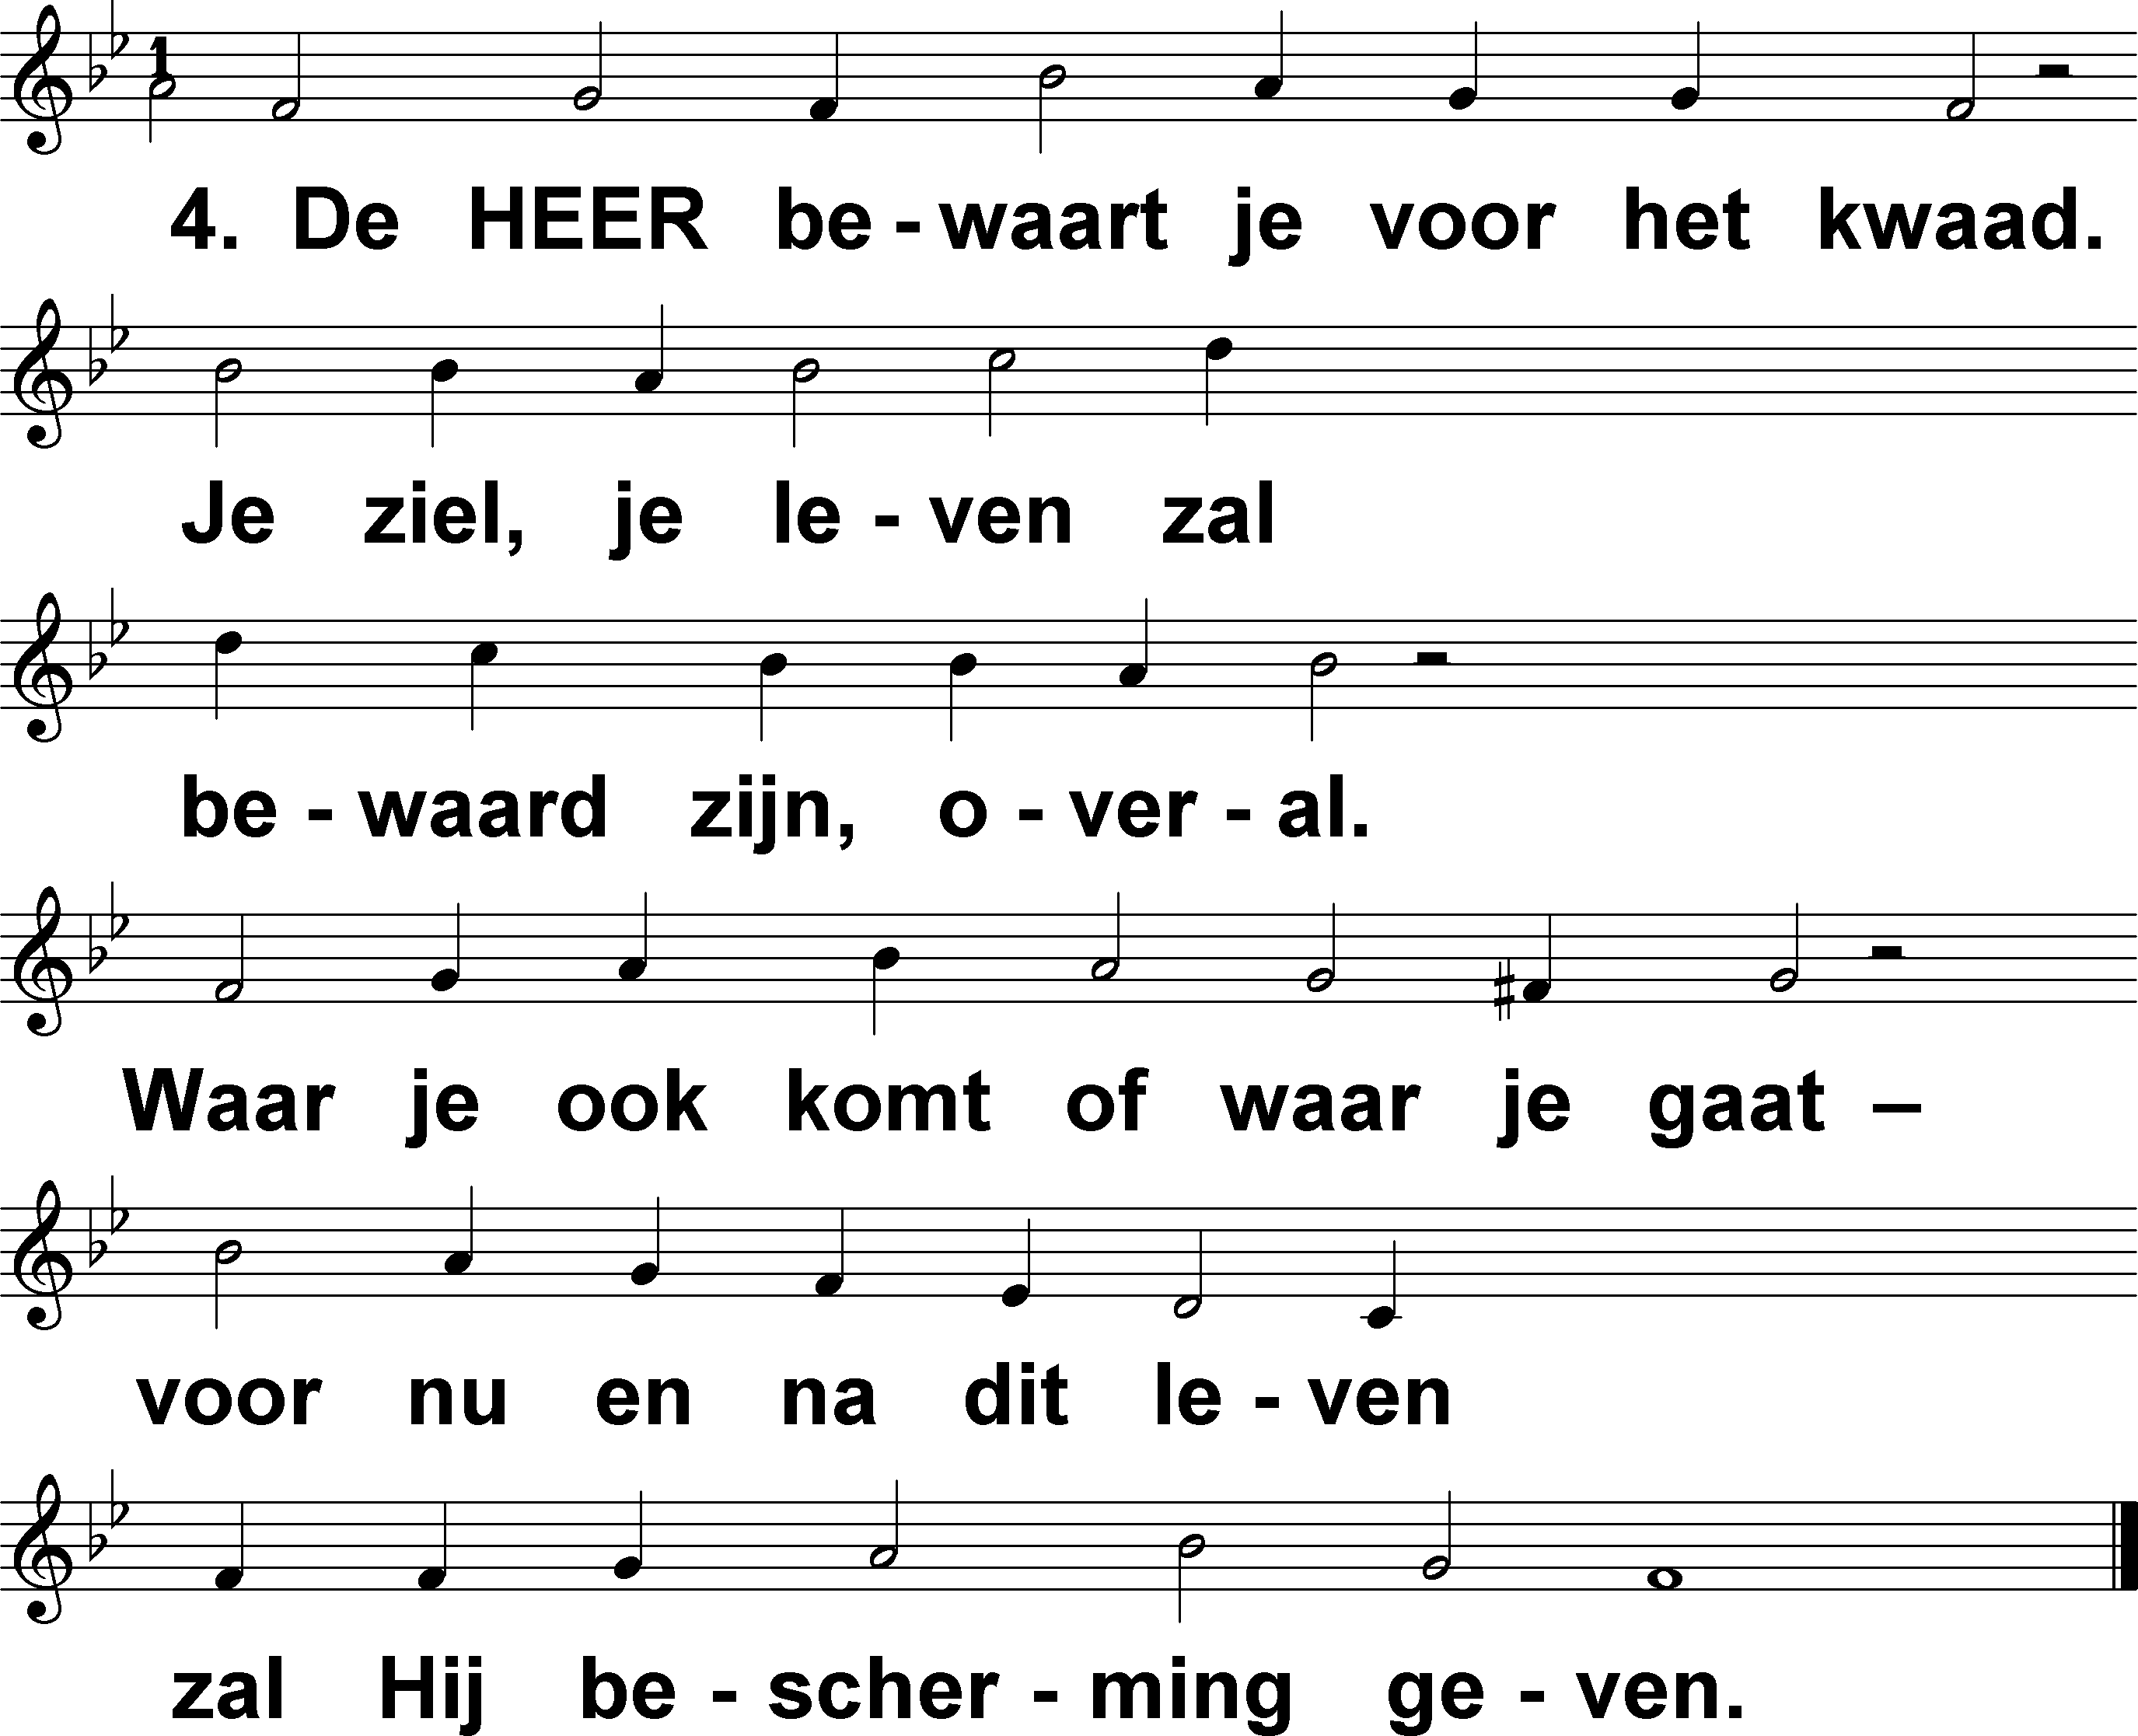 1
4. De HEER be - waart je voor het kwaad.
Je ziel, je le - ven zal
be - waard zijn, o - ver - al.
Waar je ook komt of waar je gaat –
voor nu en na dit le - ven
zal Hij be - scher - ming ge - ven.